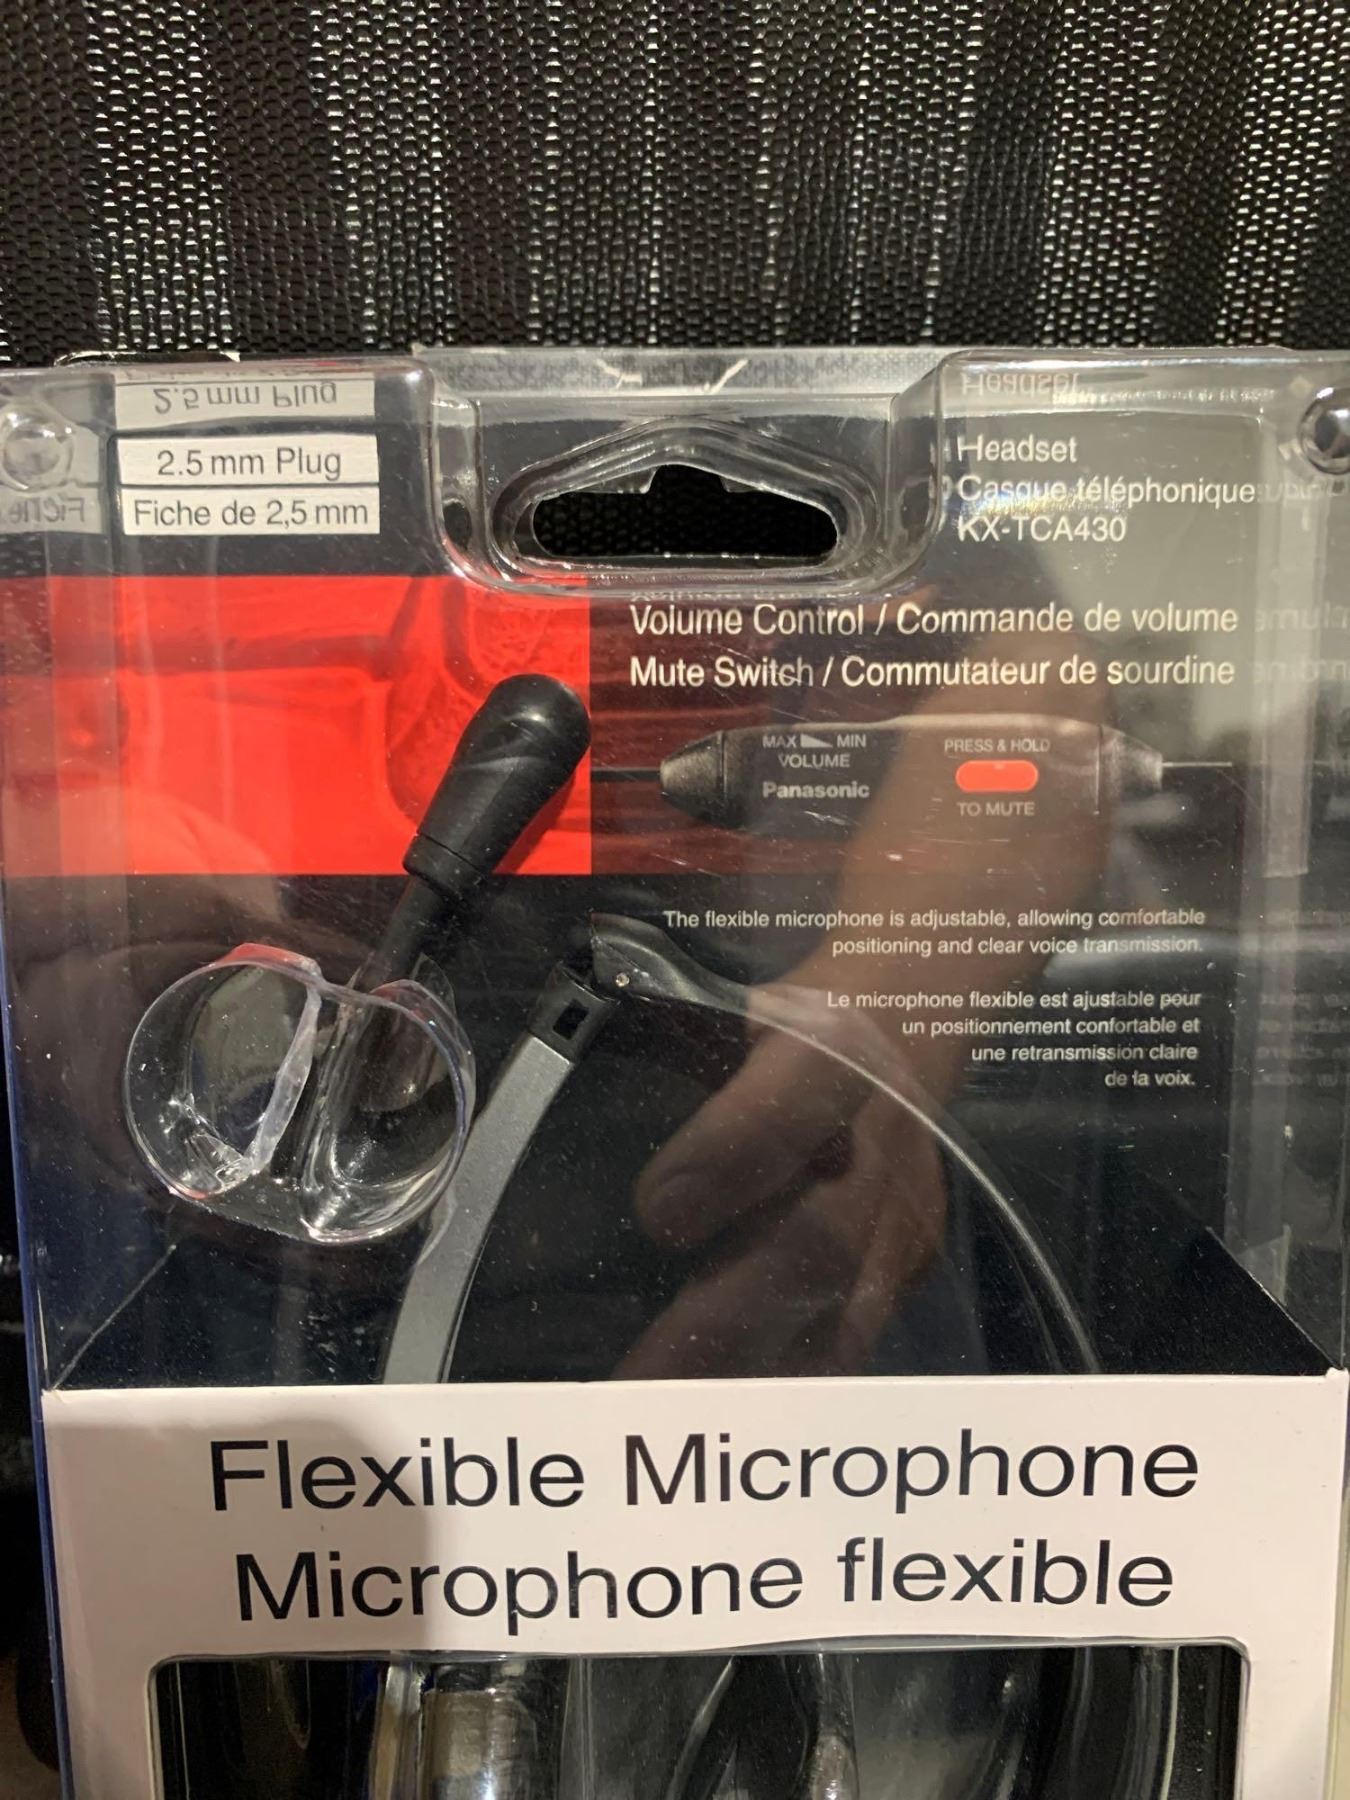 2.5 mm Plug
Fiche de 2,5 mm
Headset
Casque téléphonique
KX-TCA430
Volume Control / Commande de volume
Mute Switch / Commutateur de sourdine
MAX MIN
VOLUME
Panasonic
PRESS & HOLD
TO MUTE
The flexible microphone is adjustable, allowing comfortable
positioning and clear voice transmission.
Le microphone flexible est ajustable pour
un positionnement confortable et
une retransmission claire
de la voix.
Flexible Microphone
Microphone flexible